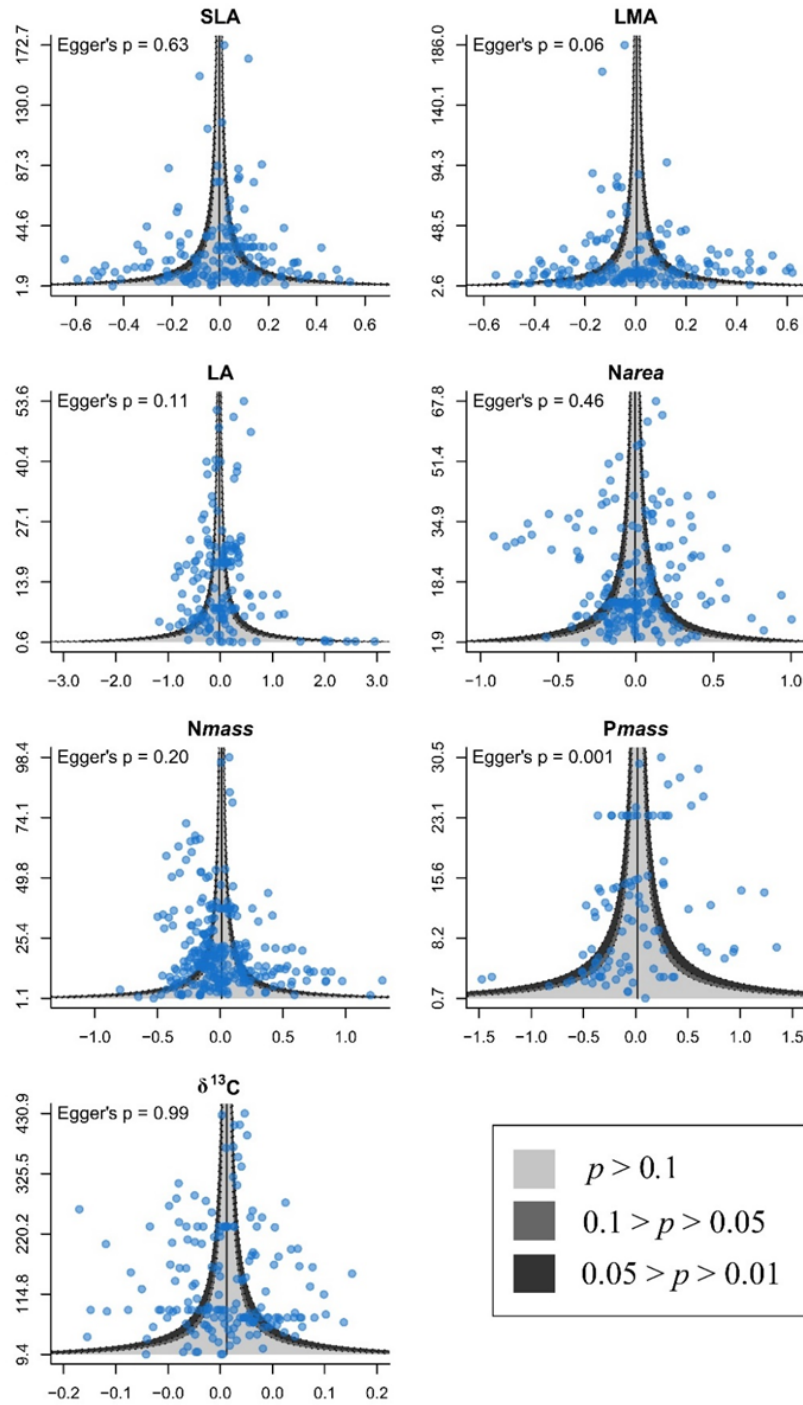 SLA
Egger's p = 0.63
172.7
130.0
87.3
44.6
1.9
−0.6 −0.4 −0.2 0.0 0.2 0.4 0.6
LMA
Egger's p = 0.06
186.0
140.1
94.3
48.5
2.6
−0.6 −0.4 −0.2 0.0 0.2 0.4 0.6
LA
Egger's p = 0.11
53.6
40.4
27.1
13.9
0.6
−3.0 −2.0 −1.0 0.0 1.0 2.0 3.0
Narea
Egger's p = 0.46
67.8
51.4
34.9
18.4
1.9
−1.0 −0.5 0.0 0.5 1.0
Nmass
Egger's p = 0.20
98.4
74.1
49.8
25.4
1.1
−1.0 −0.5 0.0 0.5 1.0
Pmass
Egger's p = 0.001
30.5
23.1
15.6
8.2
0.7
−1.5 −1.0 −0.5 0.0 0.5 1.0 1.5
δ¹³C
Egger's p = 0.99
430.9
325.5
220.2
114.8
9.4
−0.2 −0.1 −0.1 0.0 0.1 0.1 0.2
p > 0.1
0.1 > p > 0.05
0.05 > p > 0.01